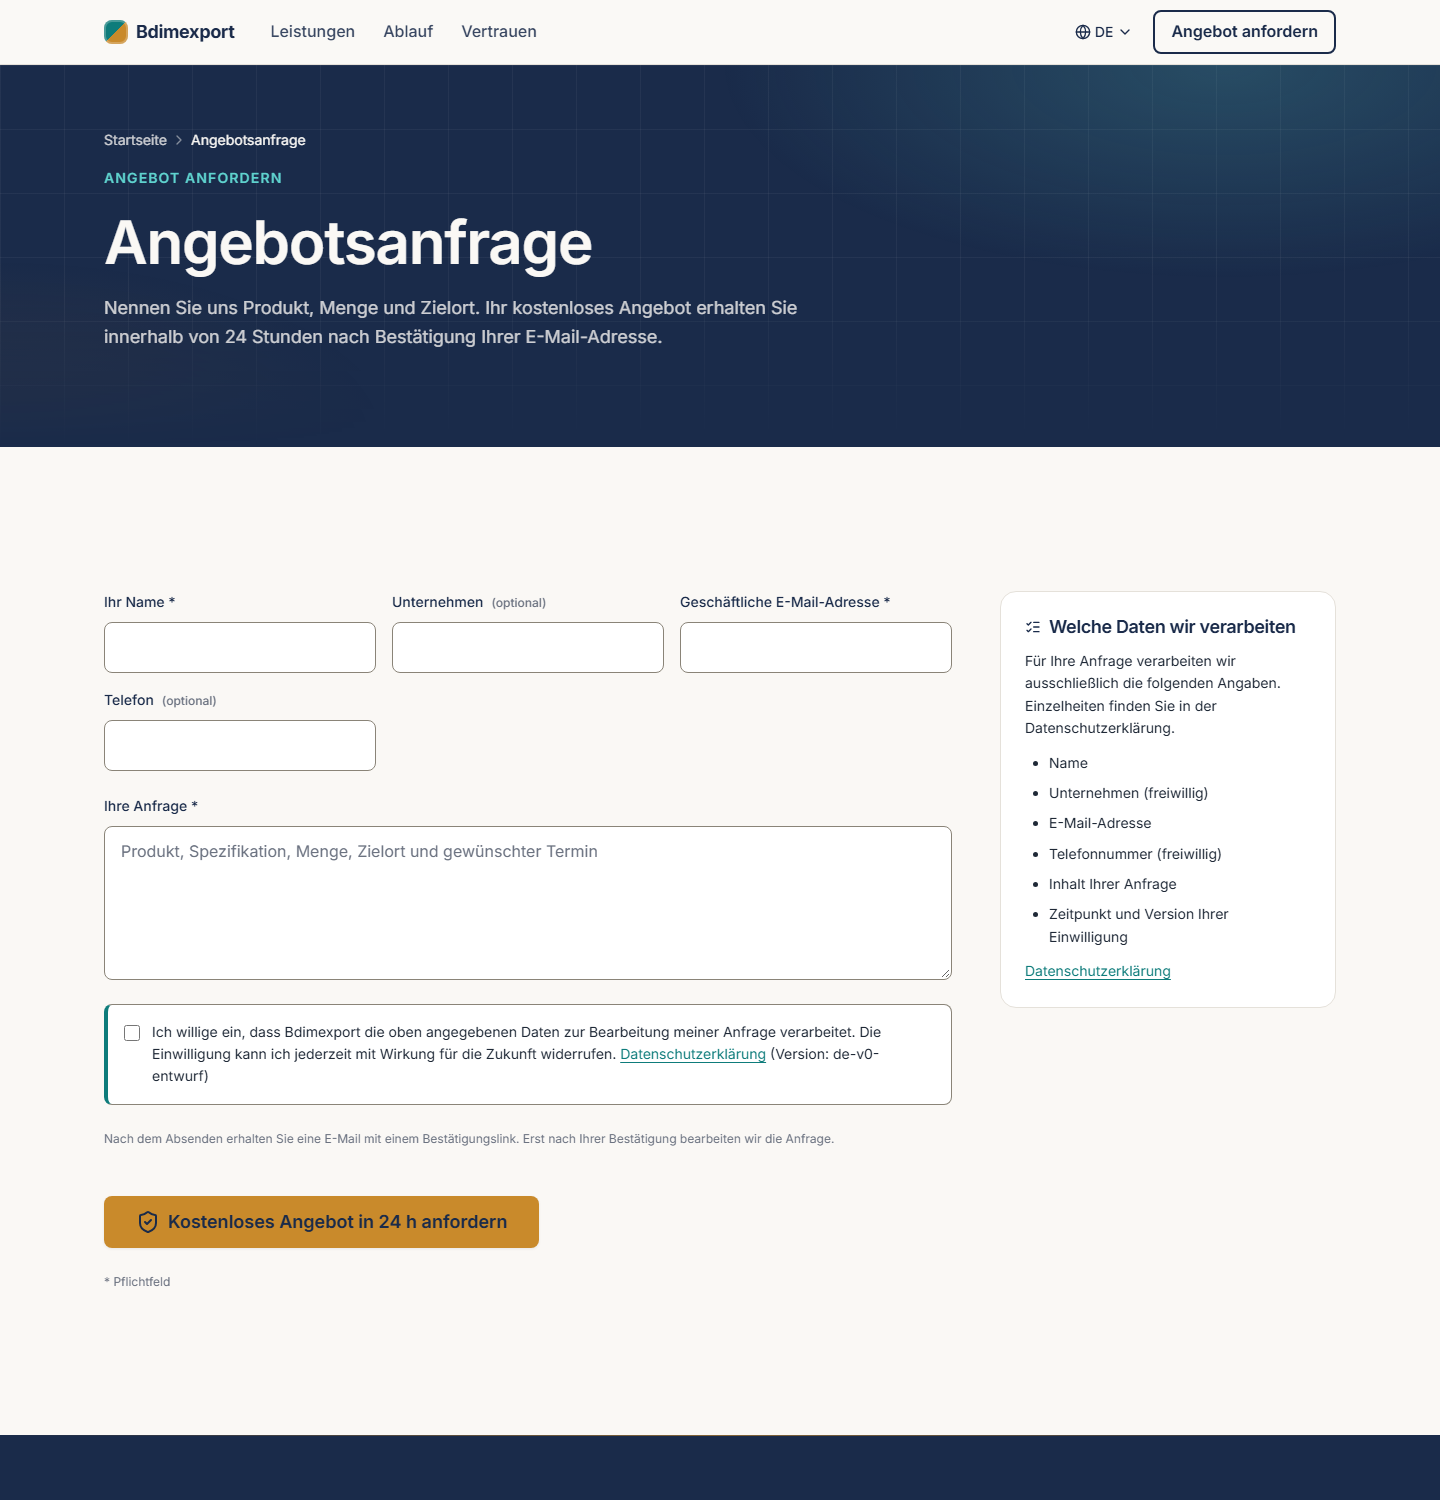 Bdimexport
Leistungen
Ablauf
Vertrauen
DE
Angebot anfordern
Startseite
Angebotsanfrage
ANGEBOT ANFORDERN
Angebotsanfrage
Nennen Sie uns Produkt, Menge und Zielort. Ihr kostenloses Angebot erhalten Sie
innerhalb von 24 Stunden nach Bestätigung Ihrer E-Mail-Adresse.
Ihr Name *
Unternehmen (optional)
Geschäftliche E-Mail-Adresse *
Telefon (optional)
Ihre Anfrage *
Produkt, Spezifikation, Menge, Zielort und gewünschter Termin
Ich willige ein, dass Bdimexport die oben angegebenen Daten zur Bearbeitung meiner Anfrage verarbeitet. Die
Einwilligung kann ich jederzeit mit Wirkung für die Zukunft widerrufen. Datenschutzerklärung (Version: de-v0-
entwurf)
Nach dem Absenden erhalten Sie eine E-Mail mit einem Bestätigungslink. Erst nach Ihrer Bestätigung bearbeiten wir die Anfrage.
Kostenloses Angebot in 24 h anfordern
* Pflichtfeld
Welche Daten wir verarbeiten
Für Ihre Anfrage verarbeiten wir
ausschließlich die folgenden Angaben.
Einzelheiten finden Sie in der
Datenschutzerklärung.
Name
Unternehmen (freiwillig)
E-Mail-Adresse
Telefonnummer (freiwillig)
Inhalt Ihrer Anfrage
Zeitpunkt und Version Ihrer
Einwilligung
Datenschutzerklärung